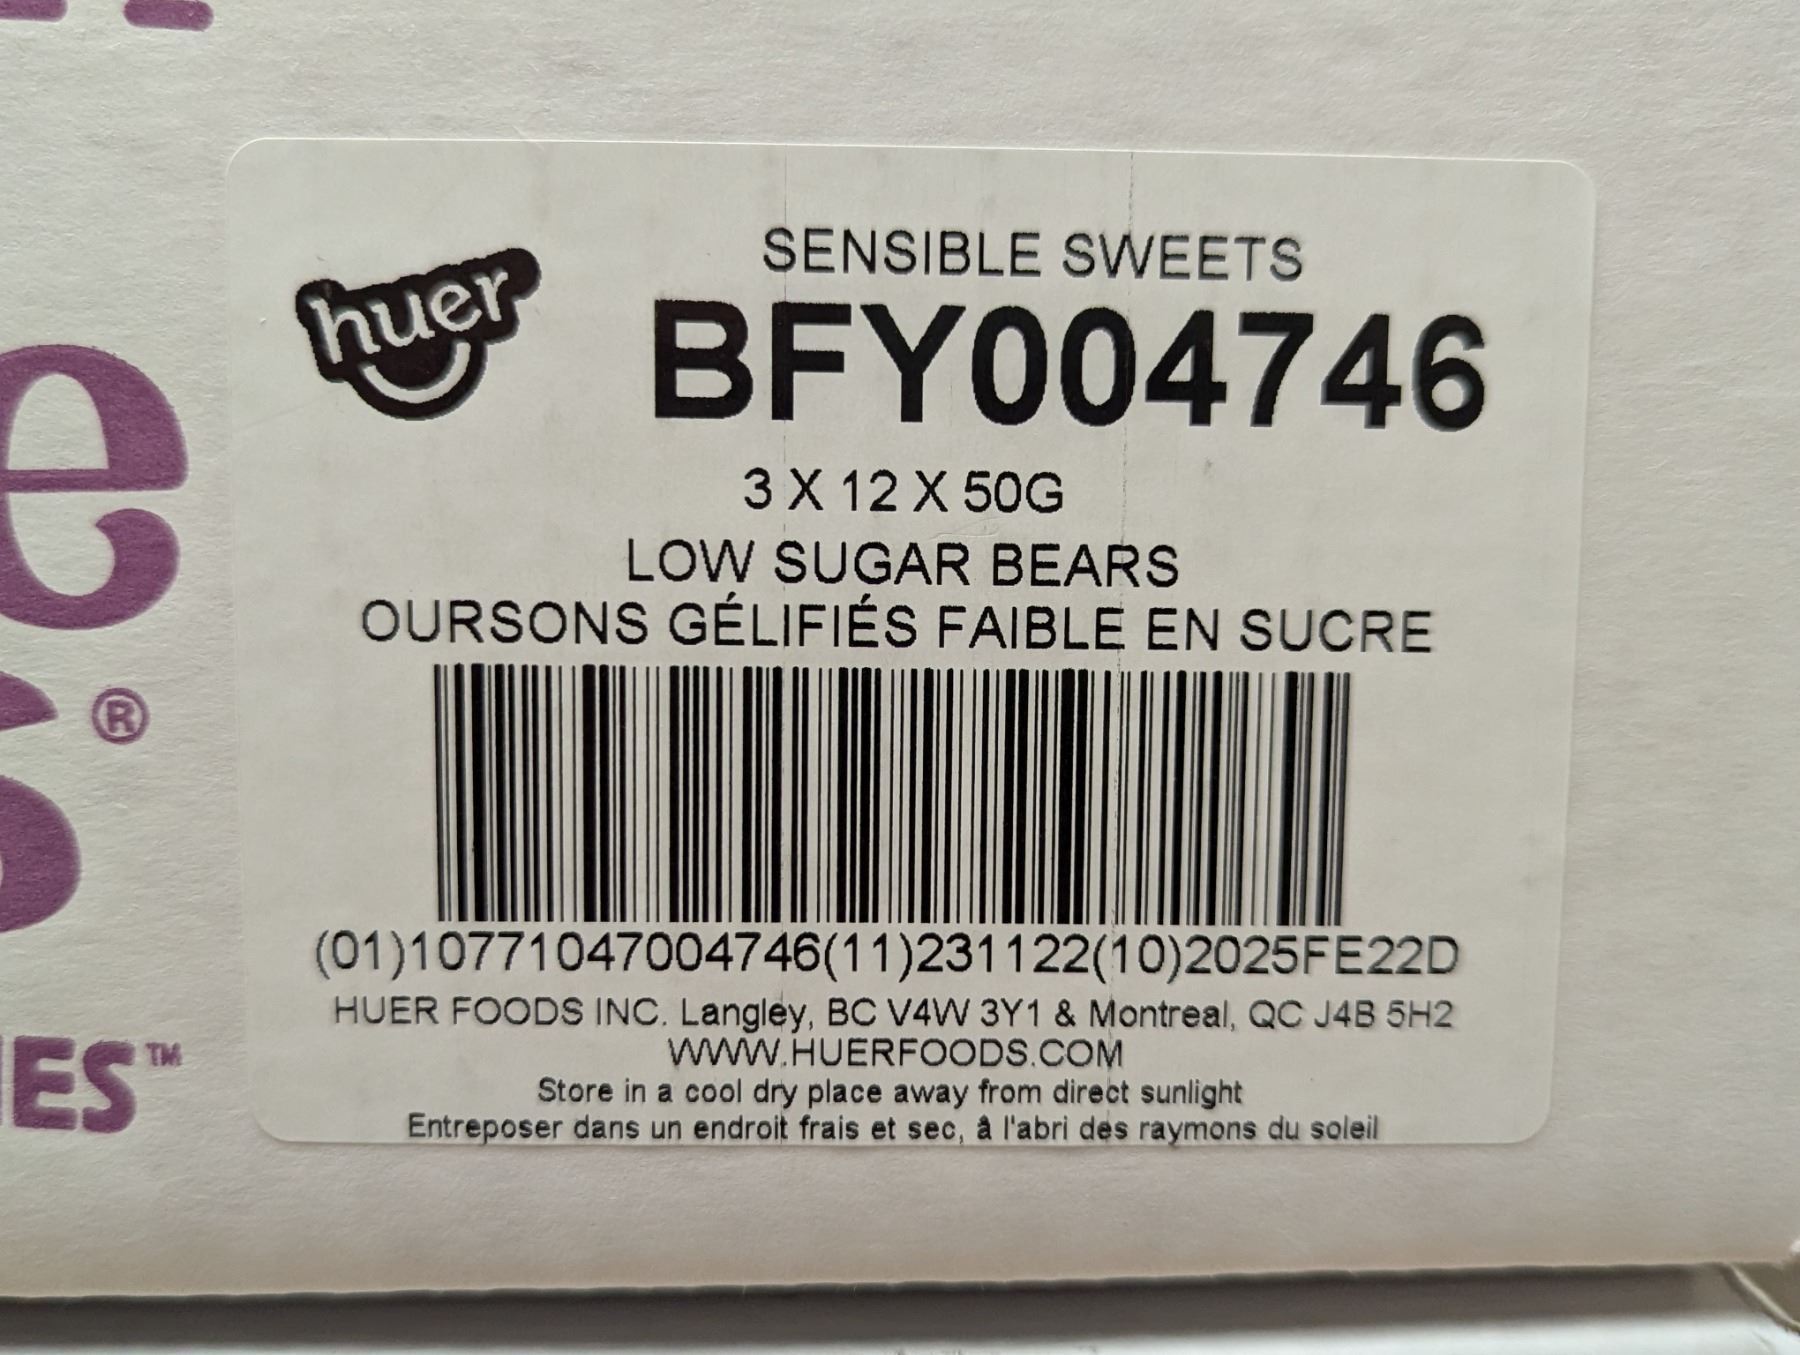 huer
SENSIBLE SWEETS
BFY004746
3 X 12 X 50G
LOW SUGAR BEARS
OURSONS GÉLIFIÉS FAIBLE EN SUCRE
(01)10771047004746(11)231122(10)2025FE22D
HUER FOODS INC. Langley, BC V4W 3Y1 & Montreal, QC J4B 5H2
WWW.HUERFOODS.COM
Store in a cool dry place away from direct sunlight
Entreposer dans un endroit frais et sec, â l'abri des raymons du soleil
e
®
ES™